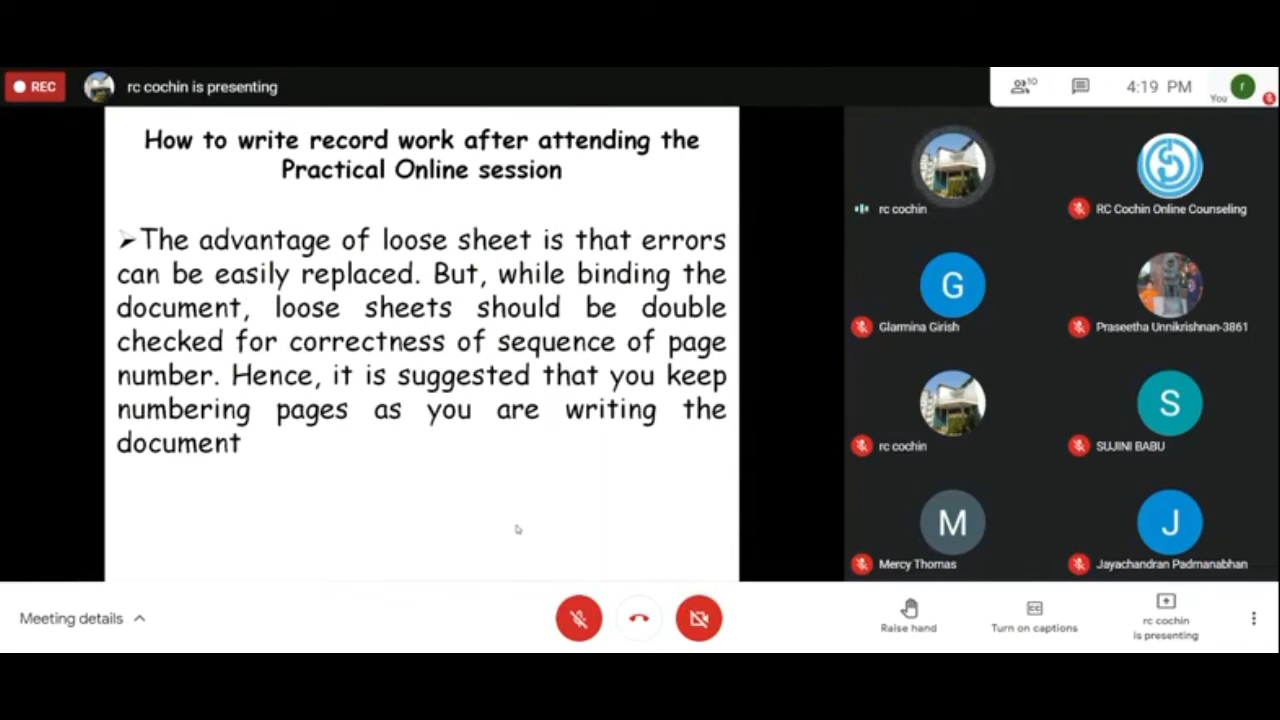 REC
rc cochin is presenting
10
4:19 PM
You
r
How to write record work after attending the
Practical Online session
➢The advantage of loose sheet is that errors
can be easily replaced. But, while binding the
document, loose sheets should be double
checked for correctness of sequence of page
number. Hence, it is suggested that you keep
numbering pages as you are writing the
document
rc cochin
RC Cochin Online Counseling
G
Glarmina Girish
Praseetha Unnikrishnan-3861
rc cochin
S
SUJINI BABU
M
Mercy Thomas
J
Jayachandran Padmanabhan
Meeting details
Raise hand
CC
Turn on captions
rc cochin
is presenting